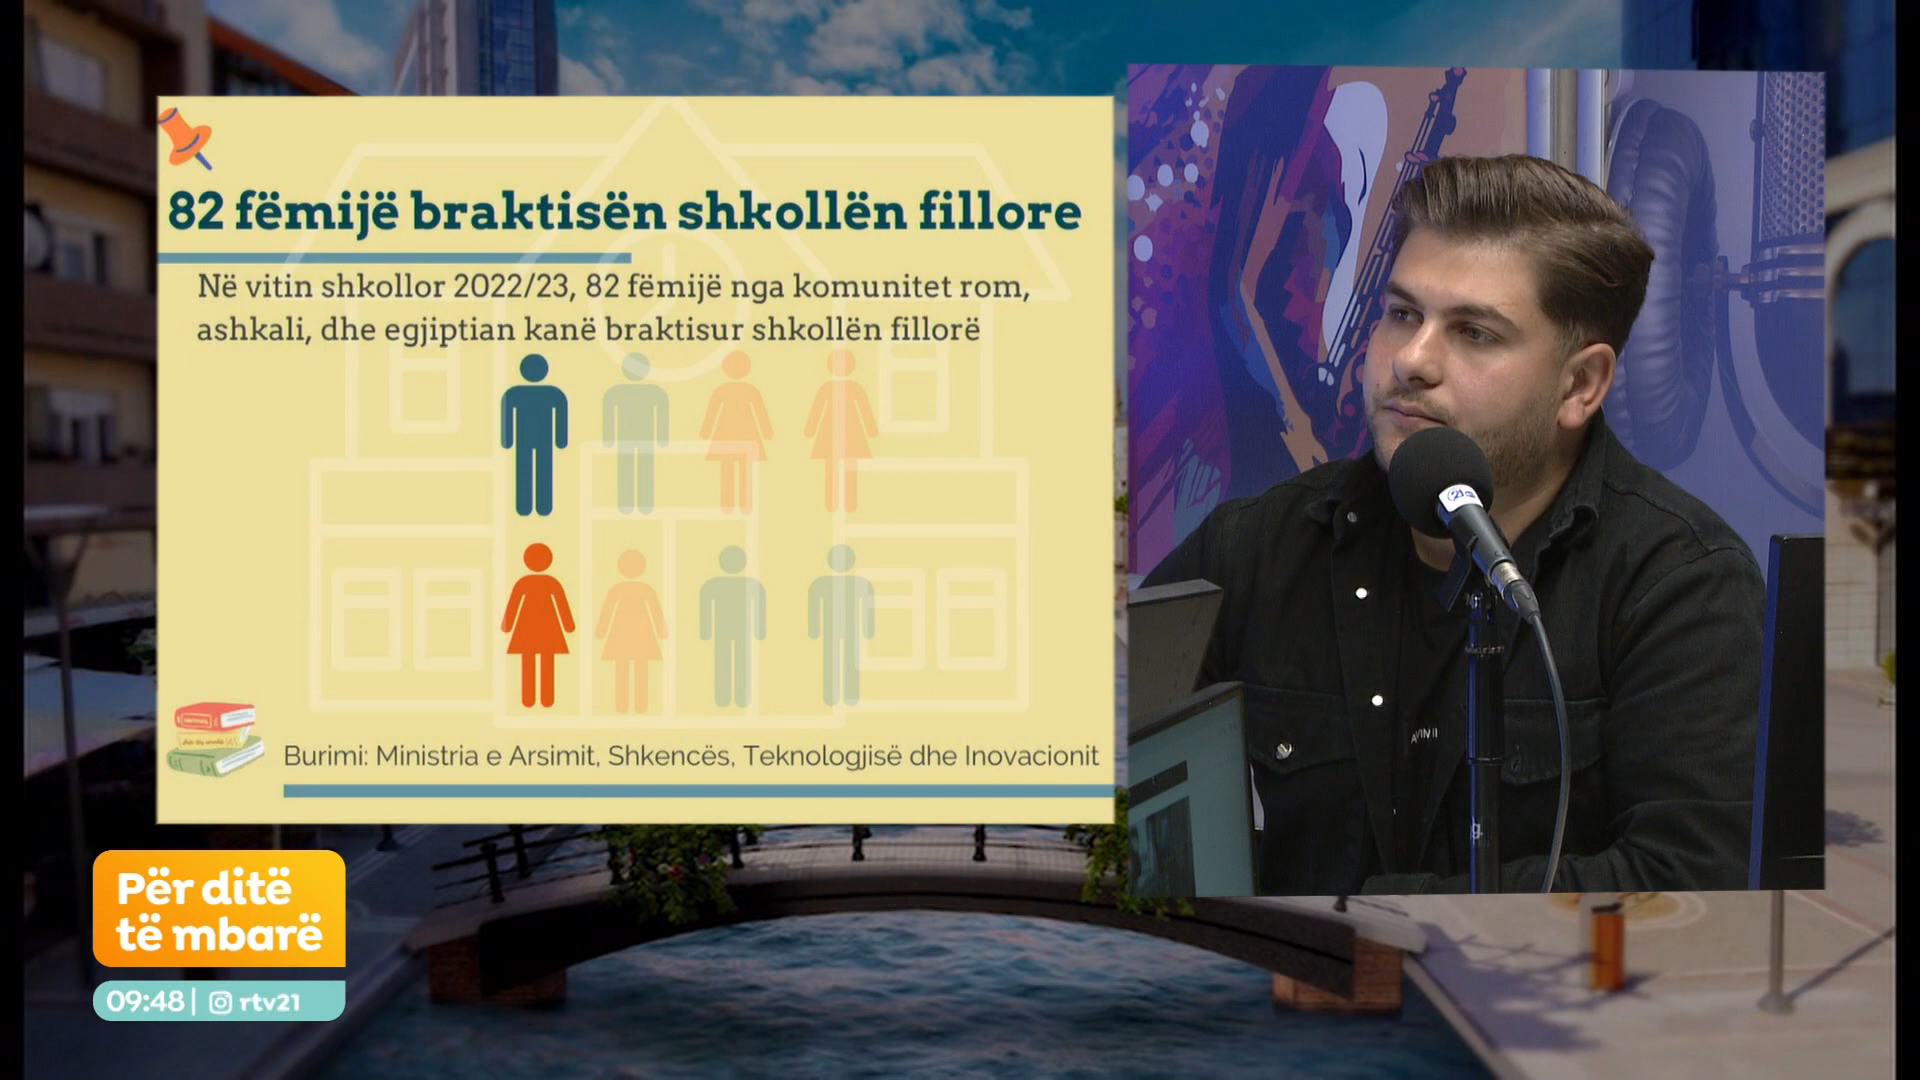 82 fëmijë braktisën shkollën fillore
Në vitin shkollor 2022/23, 82 fëmijë nga komunitet rom,
ashkali, dhe egjiptian kanë braktisur shkollën fillorë
Burimi: Ministria e Arsimit, Shkencës, Teknologjisë dhe Inovacionit
Për ditë
të mbarë
09:48 | rtv21
21